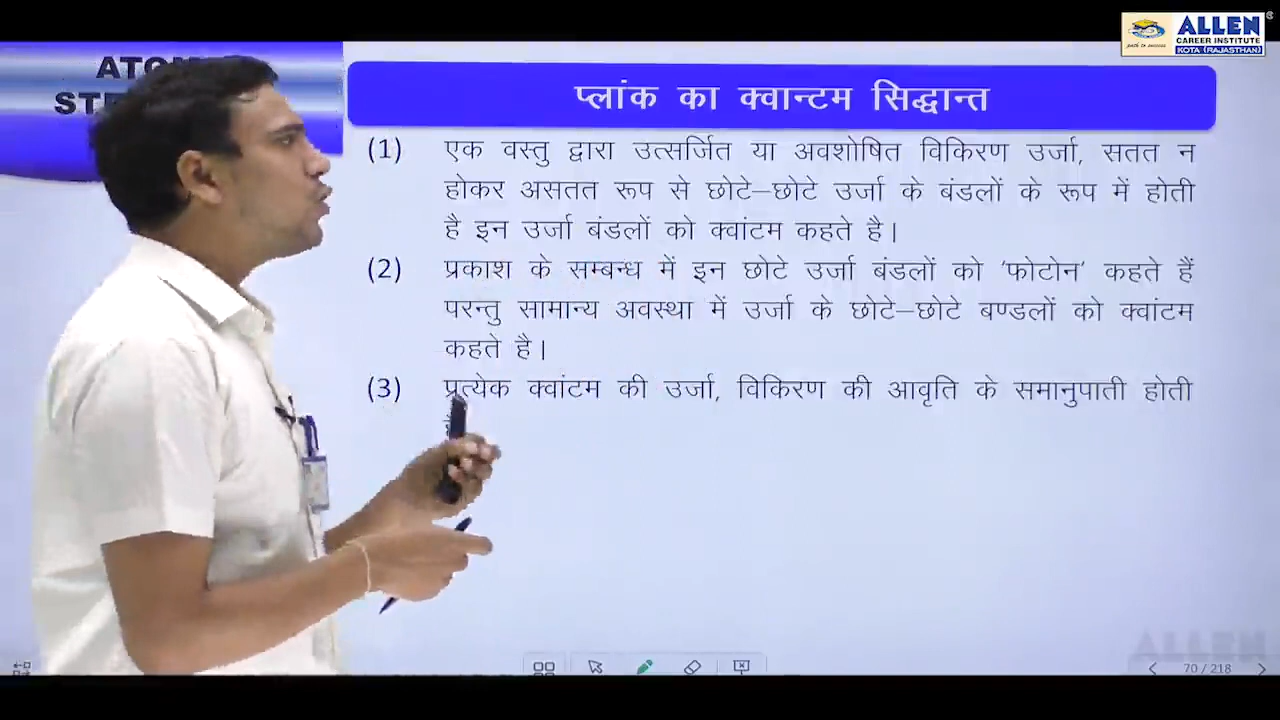 ALLEN
CAREER INSTITUTE
KOTA (RAJASTHAN)
प्लांक का क्वान्टम सिद्धान्त
(1) एक वस्तु द्वारा उत्सर्जित या अवशोषित विकिरण उर्जा, सतत न
होकर असतत रूप से छोटे–छोटे उर्जा के बंडलों के रूप में होती
है इन उर्जा बंडलों को क्वांटम कहते है।
(2) प्रकाश के सम्बन्ध में इन छोटे उर्जा बंडलों को ‘फोटोन’ कहते हैं
परन्तु सामान्य अवस्था में उर्जा के छोटे–छोटे बण्डलों को क्वांटम
कहते है।
(3) प्रत्येक क्वांटम की उर्जा, विकिरण की आवृति के समानुपाती होती
ALLEN
70 / 218